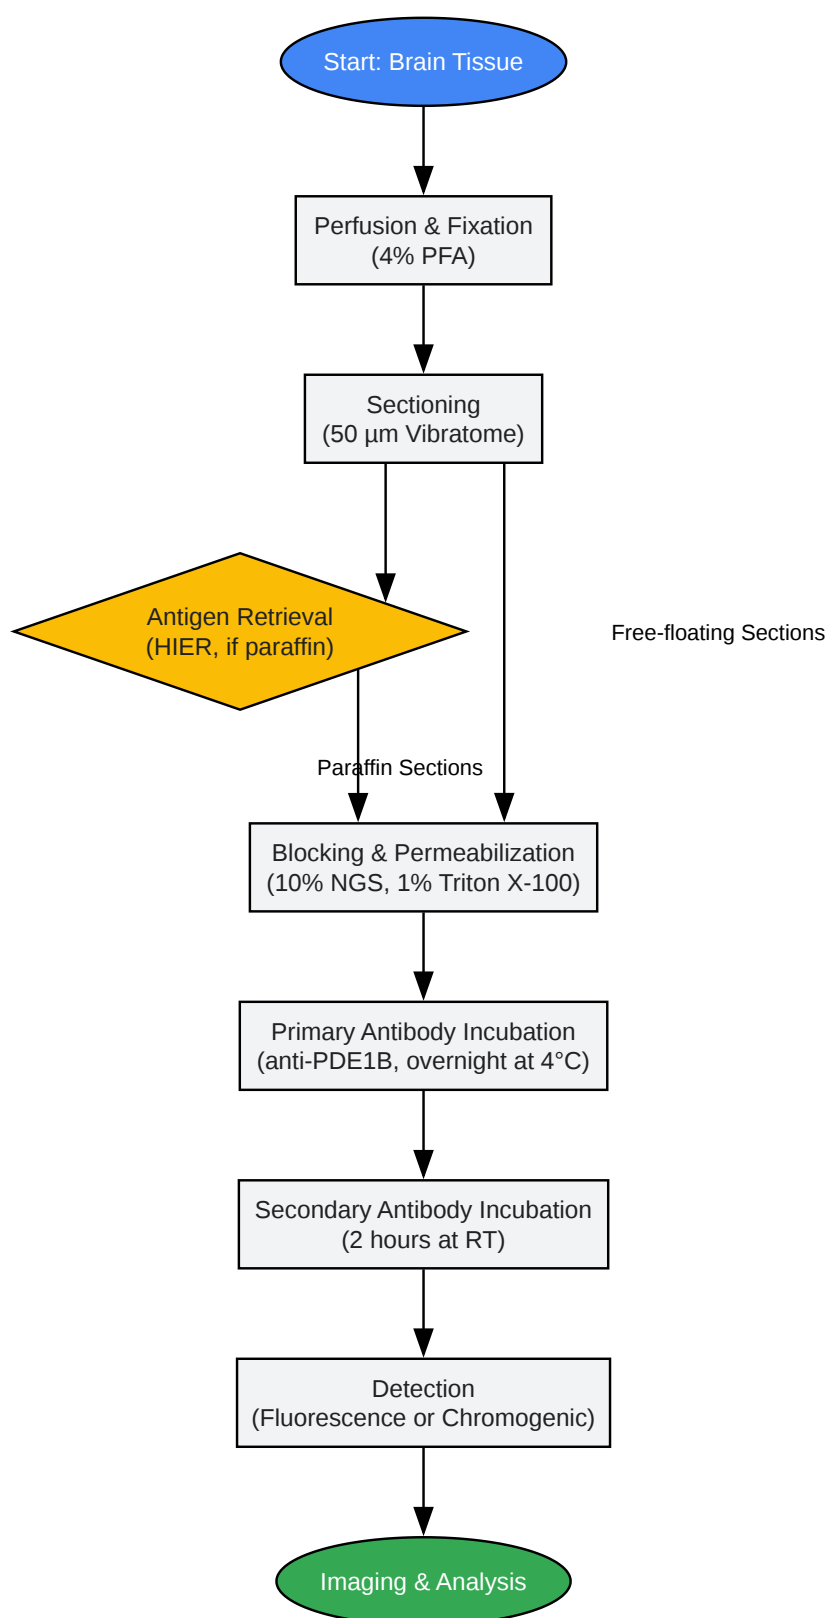 Start: Brain Tissue
Perfusion & Fixation
(4% PFA)
Sectioning
(50 µm Vibratome)
Antigen Retrieval
(HIER, if paraffin)
Free-floating Sections
Paraffin Sections
Blocking & Permeabilization
(10% NGS, 1% Triton X-100)
Primary Antibody Incubation
(anti-PDE1B, overnight at 4°C)
Secondary Antibody Incubation
(2 hours at RT)
Detection
(Fluorescence or Chromogenic)
Imaging & Analysis